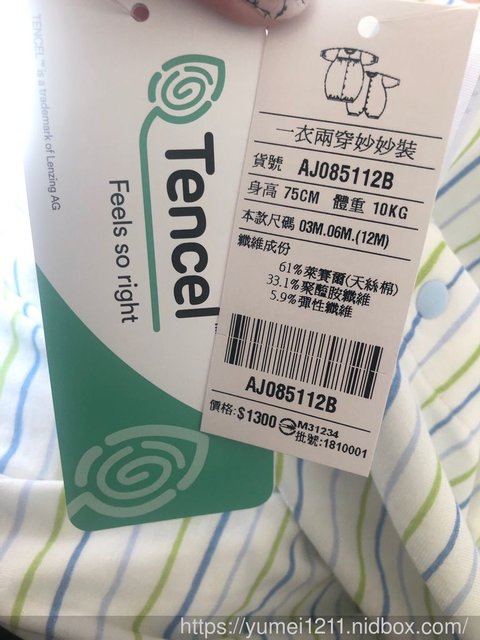 TENCEL™ is a trademark of Lenzing AG
Tencel
Feels so right
一衣兩穿妙妙裝
貨號 AJ085112B
身高 75CM 體重 10KG
本款尺碼 03M.06M.(12M)
纖維成份
61%萊賽爾(天絲棉)
33.1%聚醯胺纖維
5.9%彈性纖維
AJ085112B
價格:$1300 M31234
批號:1810001
https://yumei1211.nidbox.com/